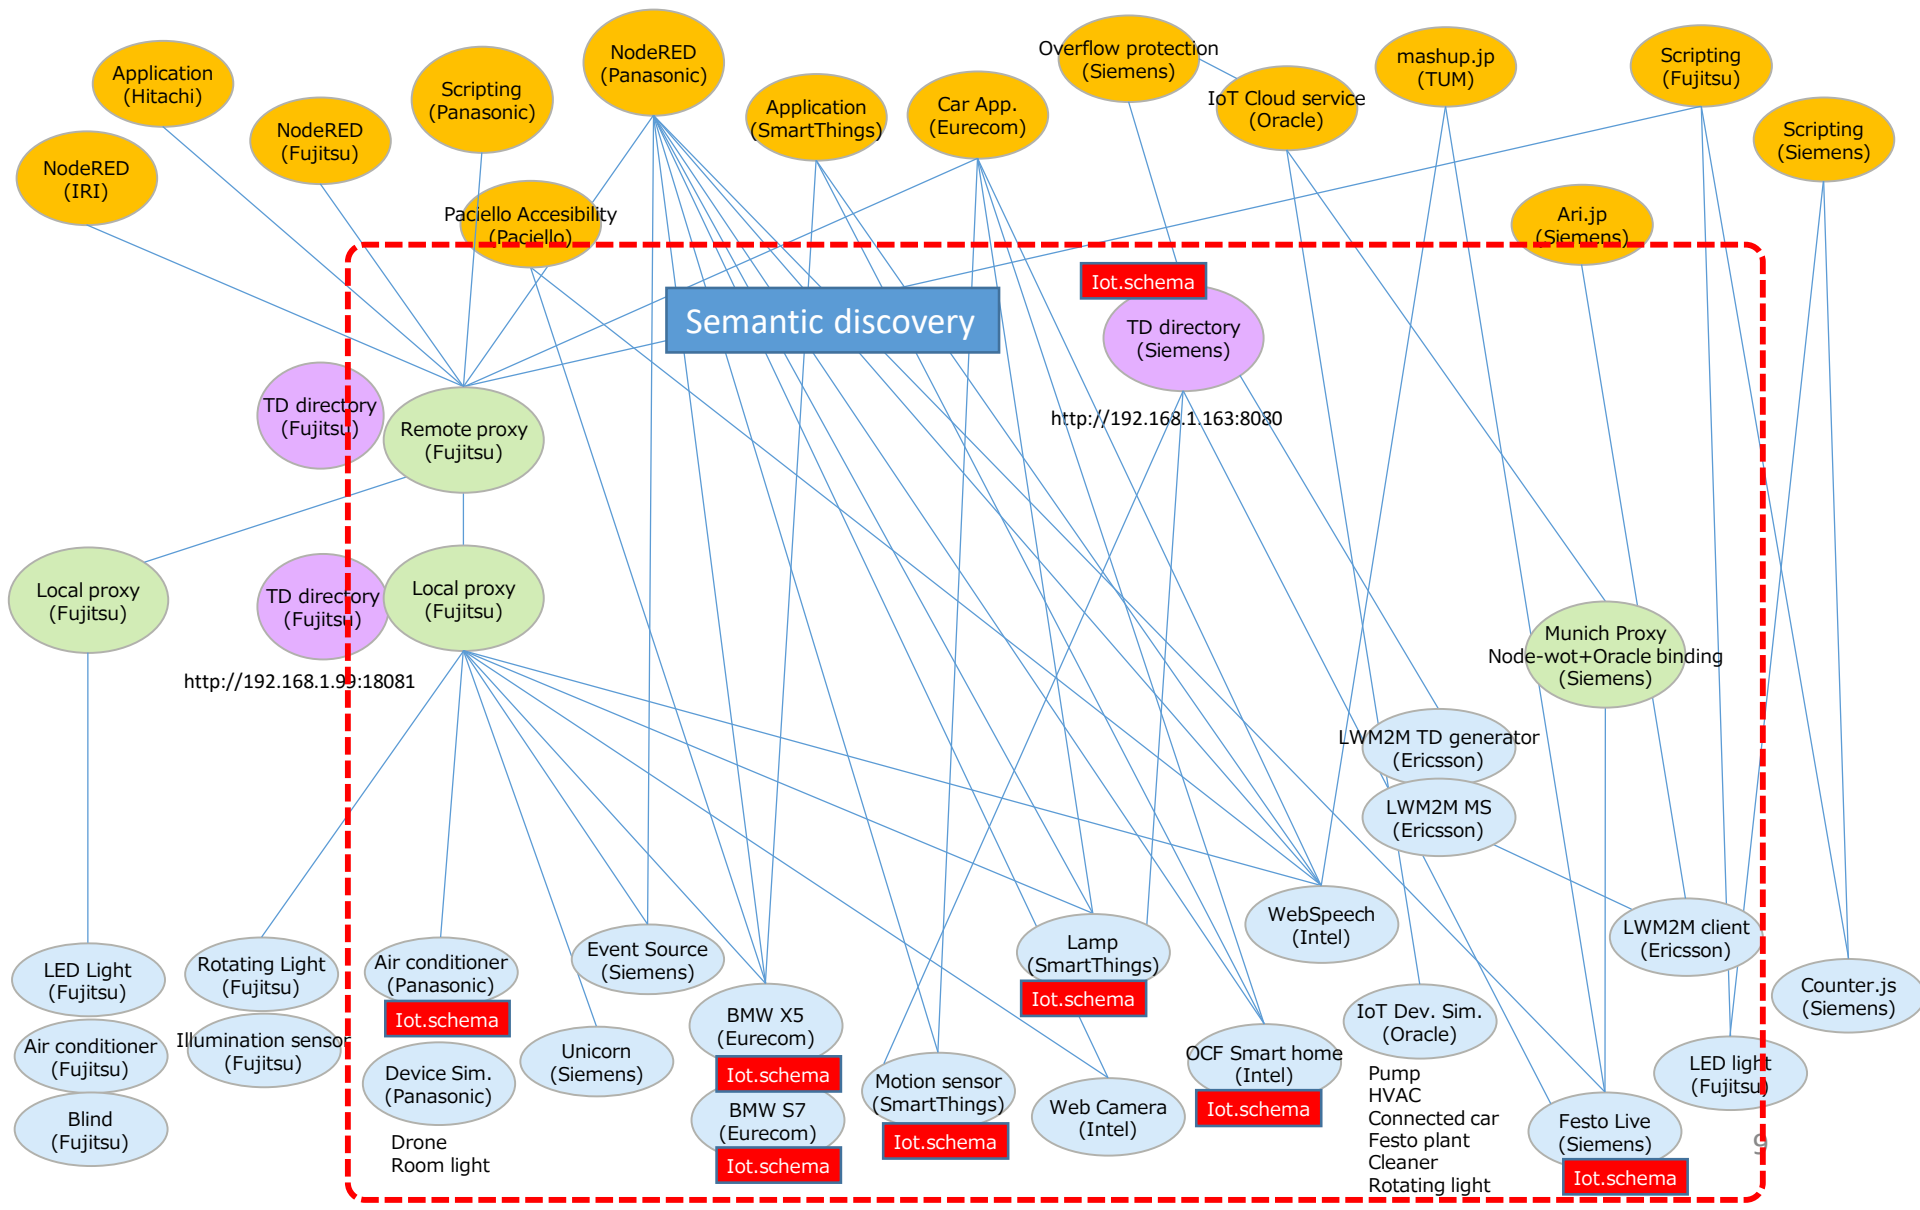 NodeRED
(Panasonic)
Overflow protection
(Siemens)
mashup.jp
(TUM)
Scripting
(Fujitsu)
Application
(Hitachi)
Scripting
(Panasonic)
Application
(SmartThings)
Car App.
(Eurecom)
IoT Cloud service
(Oracle)
NodeRED
(Fujitsu)
Scripting
(Siemens)
NodeRED
(IRI)
Paciello Accesibility
(Paciello)
Ari.jp
(Siemens)
Iot.schema
Semantic discovery
TD directory
(Siemens)
http://192.168.1.163:8080
TD directory
(Fujitsu)
Remote proxy
(Fujitsu)
Local proxy
(Fujitsu)
TD directory
(Fujitsu)
Local proxy
(Fujitsu)
http://192.168.1.99:18081
Munich Proxy
Node-wot+Oracle binding
(Siemens)
LWM2M TD generator
(Ericsson)
LWM2M MS
(Ericsson)
WebSpeech
(Intel)
LWM2M client
(Ericsson)
LED Light
(Fujitsu)
Rotating Light
(Fujitsu)
Air conditioner
(Panasonic)
Iot.schema
Event Source
(Siemens)
Lamp
(SmartThings)
Iot.schema
Counter.js
(Siemens)
BMW X5
(Eurecom)
Iot.schema
IoT Dev. Sim.
(Oracle)
Air conditioner
(Fujitsu)
Illumination sensor
(Fujitsu)
Unicorn
(Siemens)
OCF Smart home
(Intel)
Iot.schema
LED light
(Fujitsu)
Device Sim.
(Panasonic)
Motion sensor
(SmartThings)
Iot.schema
Web Camera
(Intel)
Blind
(Fujitsu)
BMW S7
(Eurecom)
Iot.schema
Festo Live
(Siemens)
Iot.schema
Drone
Room light
Pump
HVAC
Connected car
Festo plant
Cleaner
Rotating light
9